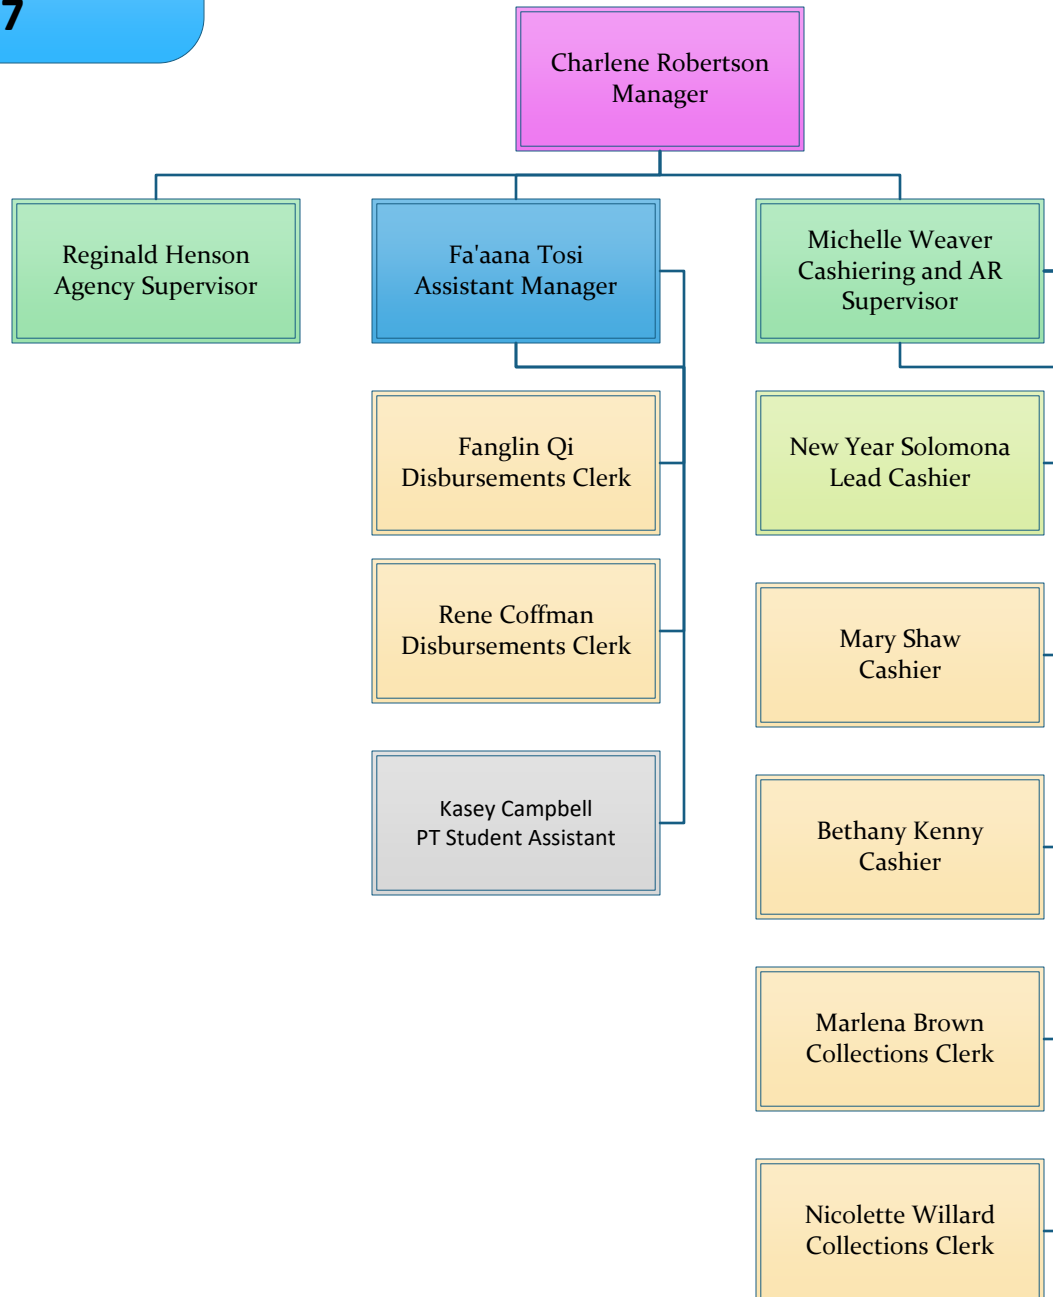 7
Charlene Robertson
Manager
Reginald Henson
Agency Supervisor
Fa'aana Tosi
Assistant Manager
Michelle Weaver
Cashiering and AR
Supervisor
Fanglin Qi
Disbursements Clerk
New Year Solomona
Lead Cashier
Rene Coffman
Disbursements Clerk
Mary Shaw
Cashier
Kasey Campbell
PT Student Assistant
Bethany Kenny
Cashier
Marlena Brown
Collections Clerk
Nicolette Willard
Collections Clerk